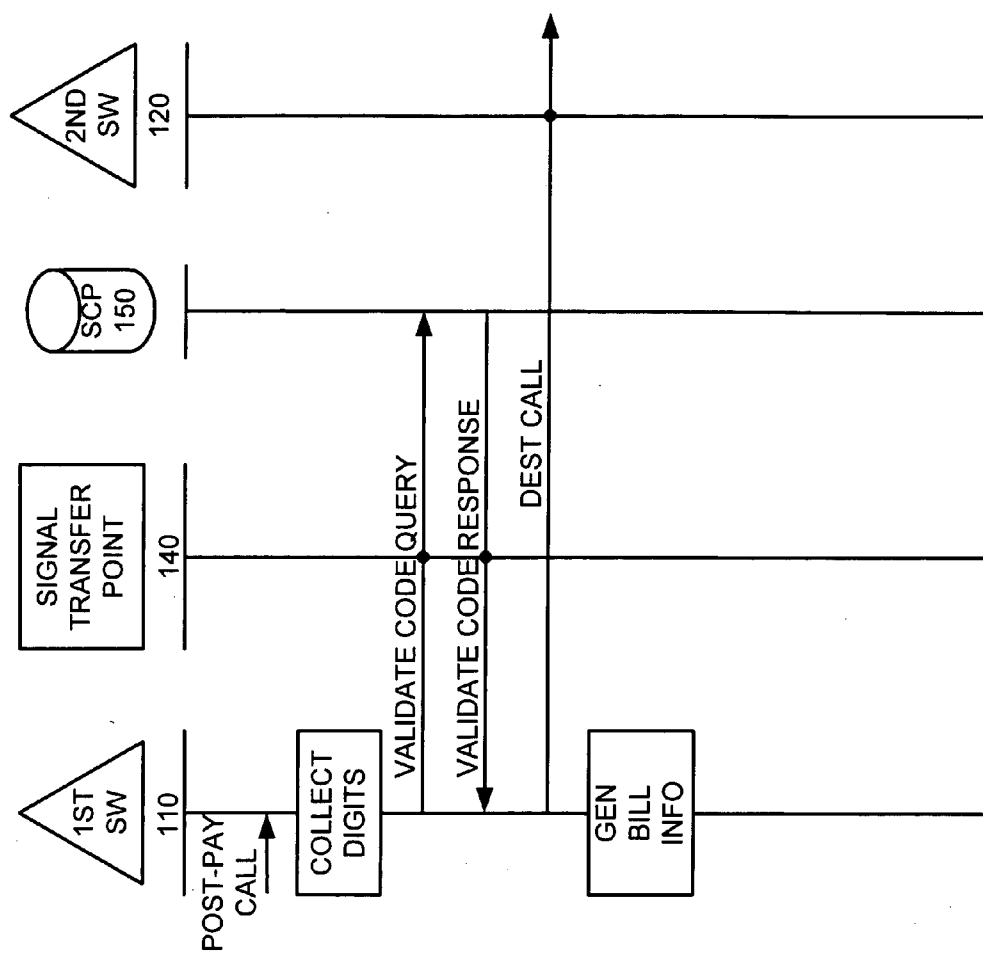 1ST
SW
110
SIGNAL
TRANSFER
POINT
140
SCP
150
2ND
SW
120
POST-PAY
CALL
COLLECT
DIGITS
VALIDATE CODE QUERY
VALIDATE CODE RESPONSE
DEST CALL
GEN
BILL
INFO